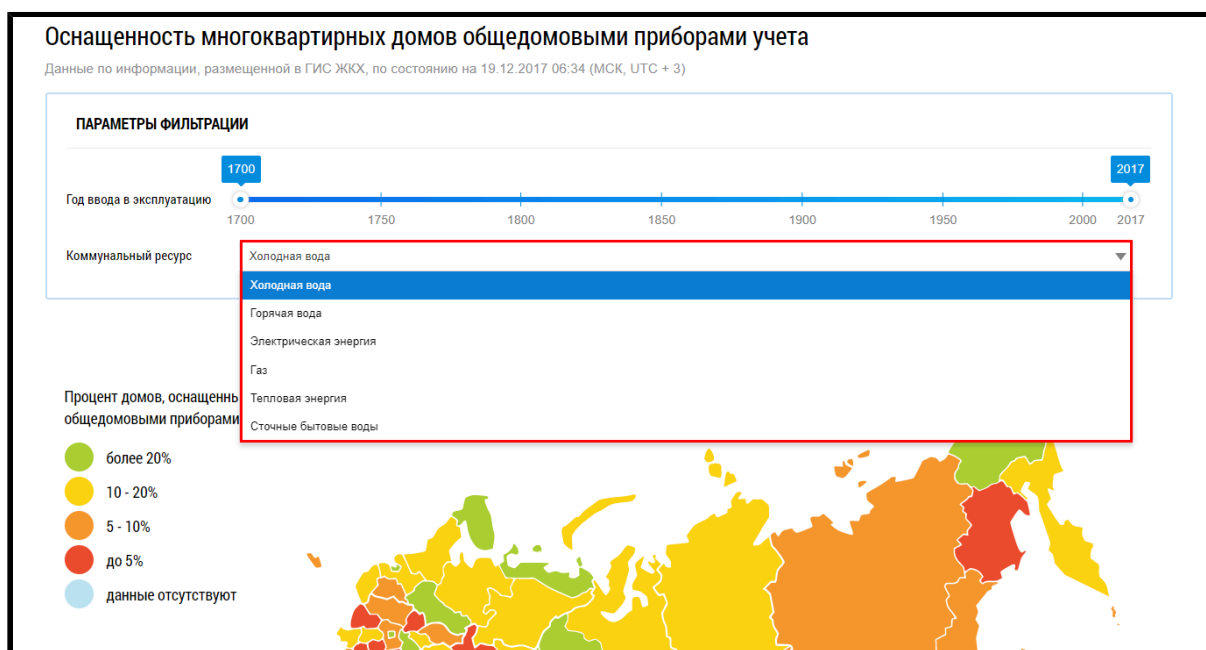 Оснащенность многоквартирных домов общедомовыми приборами учета
Данные по информации, размещенной в ГИС ЖКХ, по состоянию на 19.12.2017 06:34 (МСК, UTC + 3)
ПАРАМЕТРЫ ФИЛЬТРАЦИИ
1700 2017
Год ввода в эксплуатацию
1700 1750 1800 1850 1900 1950 2000 2017
Коммунальный ресурс Холодная вода
Холодная вода
Горячая вода
Электрическая энергия
Газ
Тепловая энергия
Сточные бытовые воды
Процент домов, оснащенны
общедомовыми приборами
более 20%
10 - 20%
5 - 10%
до 5%
данные отсутствуют